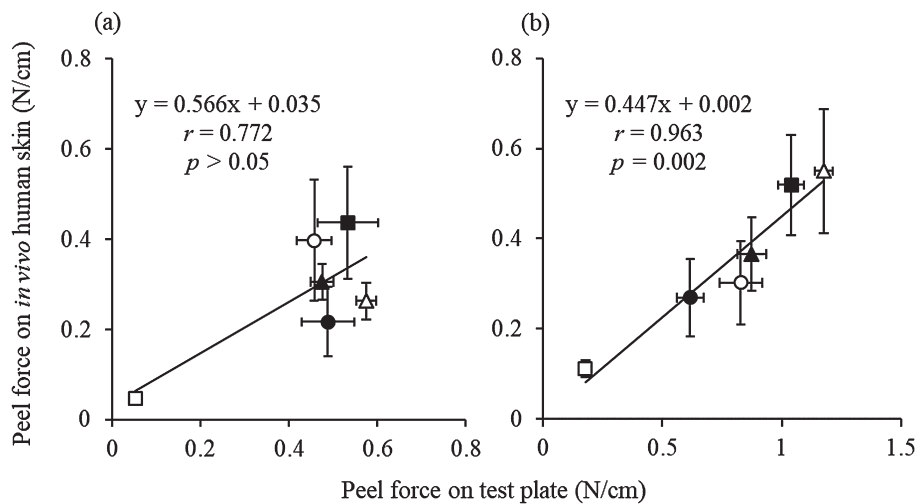 (a)
(b)
Peel force on in vivo human skin (N/cm)
0.8
0.6
0.4
0.2
0
y = 0.566x + 0.035
r = 0.772
p > 0.05
0
0.2
0.4
0.6
0.8
0.8
0.6
0.4
0.2
0
y = 0.447x + 0.002
r = 0.963
p = 0.002
0
0.5
1
1.5
Peel force on test plate (N/cm)